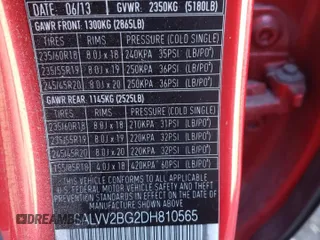 DATE: 06/13 GVWR: 2350KG (5180LB)
GAWR FRONT: 1300KG (2865LB)
TIRES RIMS PRESSURE (COLD SINGLE)
235/60R18 8.0J x 18 240KPA 35PSI (LB/PO²)
235/55R19 8.0J x 19 250KPA 36PSI (LB/PO²)
245/45R20 8.0J x 20 250KPA 36PSI (LB/PO²)
GAWR REAR: 1145KG (2525LB)
TIRES RIMS PRESSURE (COLD SINGLE)
235/60R18 8.0J x 18 210KPA 31PSI (LB/PO²)
235/55R19 8.0J x 19 220KPA 32PSI (LB/PO²)
245/45R20 8.0J x 20 220KPA 32PSI (LB/PO²)
155/85R18 4.0J x 18 420KPA 60PSI (LB/PO²)
THIS VEHICLE CONFORMS TO ALL APPLICABLE
U.S. FEDERAL MOTOR VEHICLE SAFETY, BUMPER
AND THEFT PREVENTION STANDARDS IN EFFECT
ON THE DATE OF MANUFACTURE
SHOWN ABOVE
ALVV2BG2DH810565